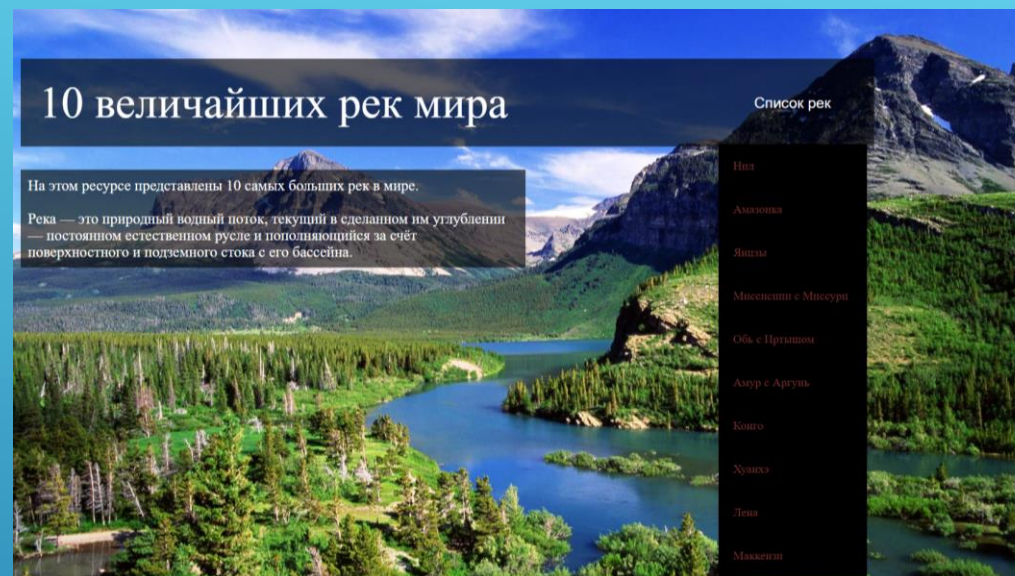 10 величайших рек мира
Список рек
На этом ресурсе представлены 10 самых больших рек в мире.
Река — это природный водный поток, текущий в сделанном им углублении
— постоянном естественном русле и пополняющийся за счёт
поверхностного и подземного стока с его бассейна.
Нил
Амазонка
Янцзы
Миссисипи с Миссури
Обь с Иртышом
Амур с Аргунь
Конго
Хуанхэ
Лена
Маккензи